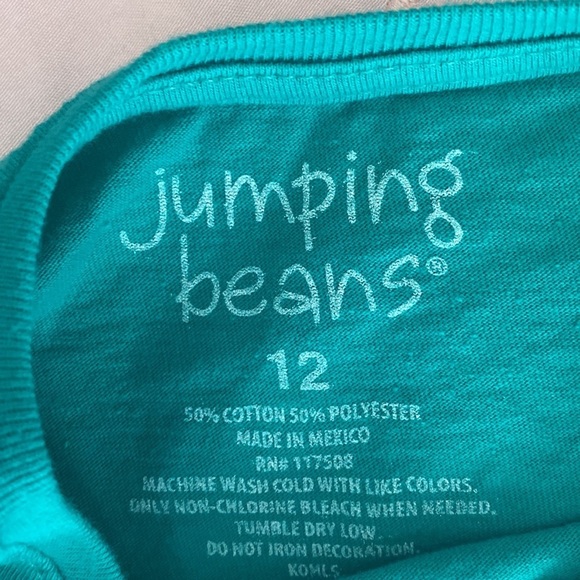 jumping
beans®
12
50% COTTON 50% POLYESTER
MADE IN MEXICO
RN# 117508
MACHINE WASH COLD WITH LIKE COLORS.
ONLY NON-CHLORINE BLEACH WHEN NEEDED.
TUMBLE DRY LOW.
DO NOT IRON DECORATION.
KOHLS